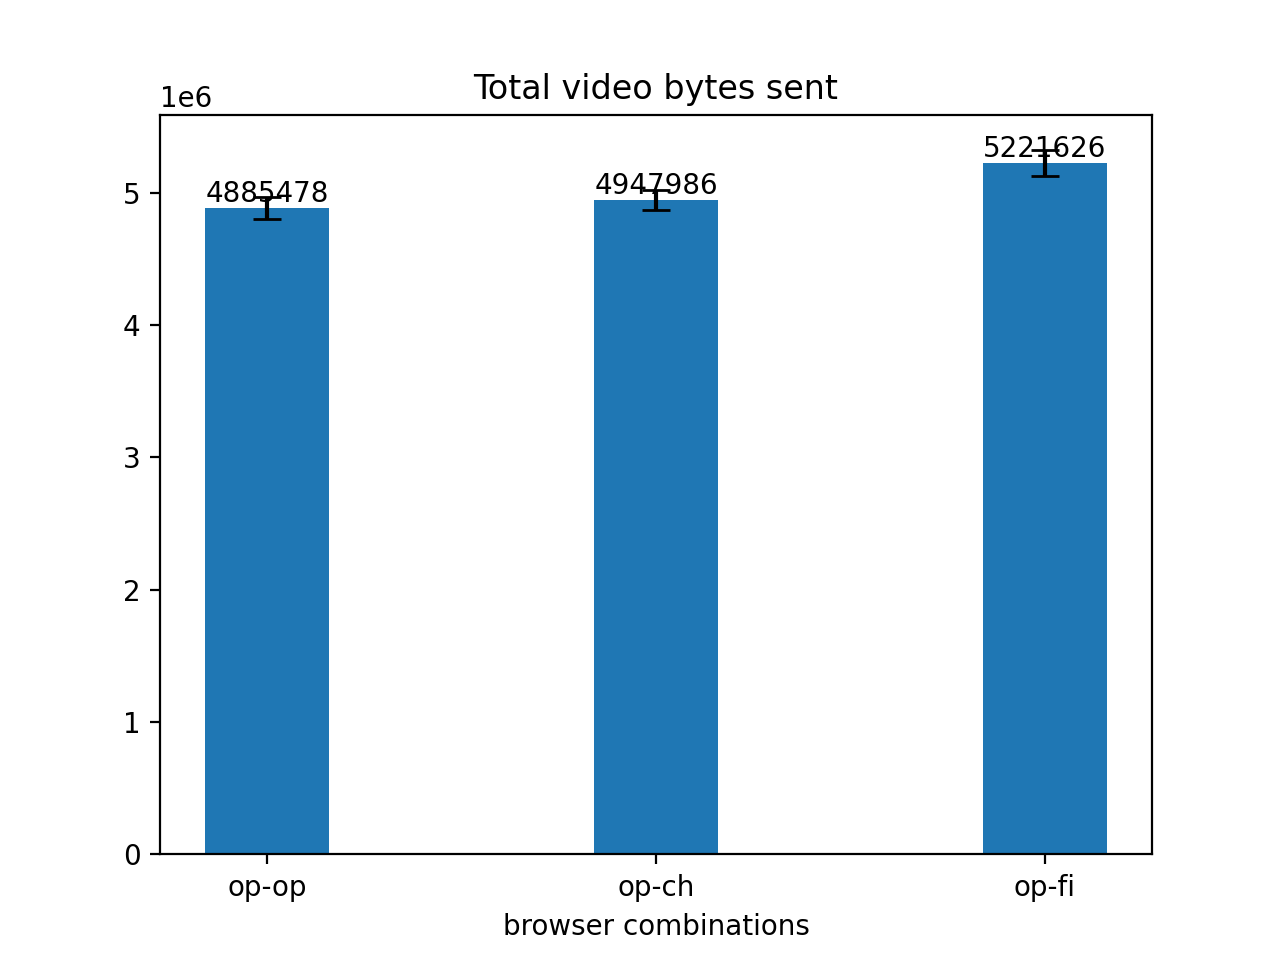 Total video bytes sent
1e6
4885478 4947986 5221626
5
4
3
2
1
0
op-op op-ch op-fi
browser combinations